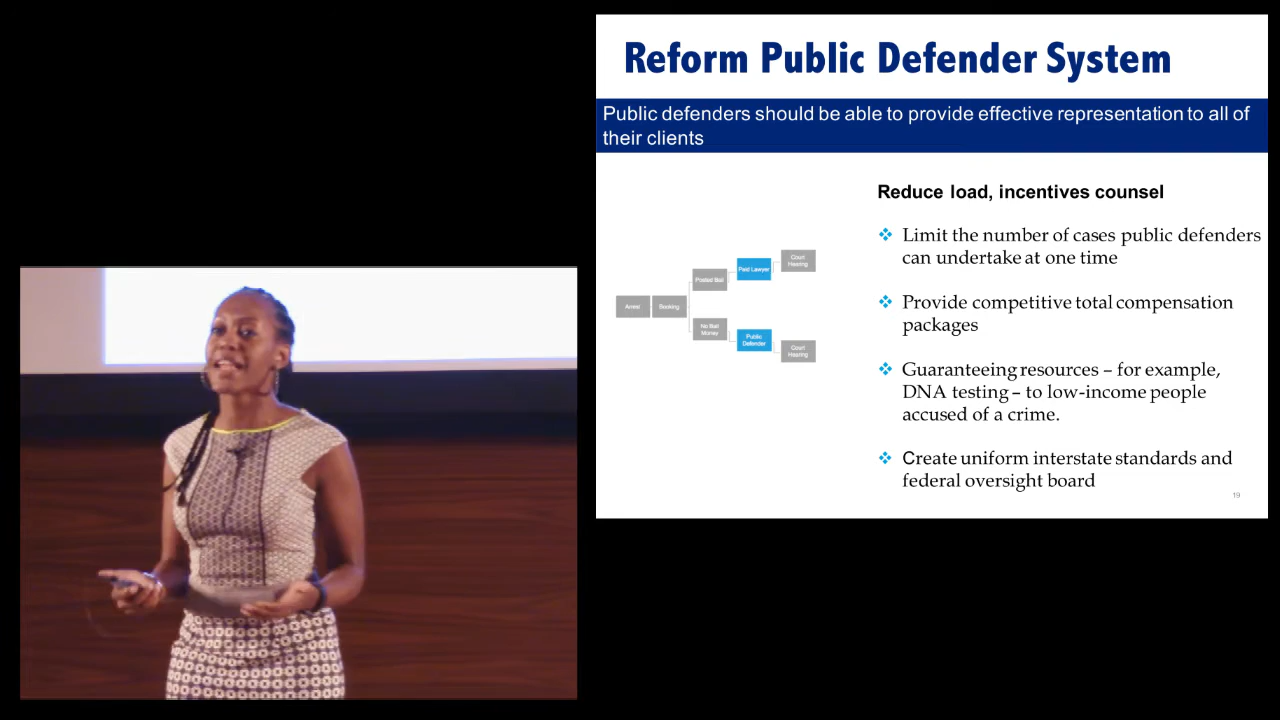 Reform Public Defender System
Public defenders should be able to provide effective representation to all of
their clients
Reduce load, incentives counsel
Limit the number of cases public defenders
can undertake at one time
Provide competitive total compensation
packages
Guaranteeing resources – for example,
DNA testing – to low-income people
accused of a crime.
Create uniform interstate standards and
federal oversight board
Arrest
Booking
Posted Bail
Paid Lawyer
Court
Hearing
No Bail
Money
Public
Defender
Court
Hearing
19